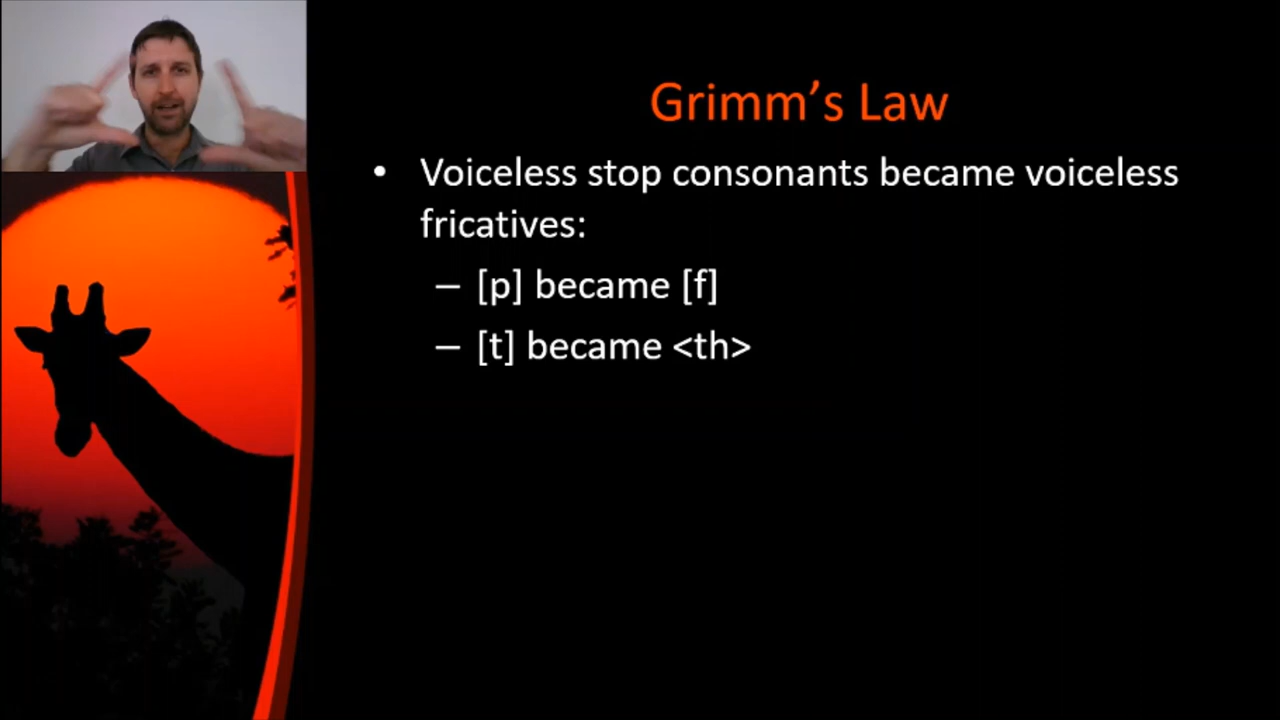 Grimm’s Law
• Voiceless stop consonants became voiceless
fricatives:
– [p] became [f]
– [t] became <th>